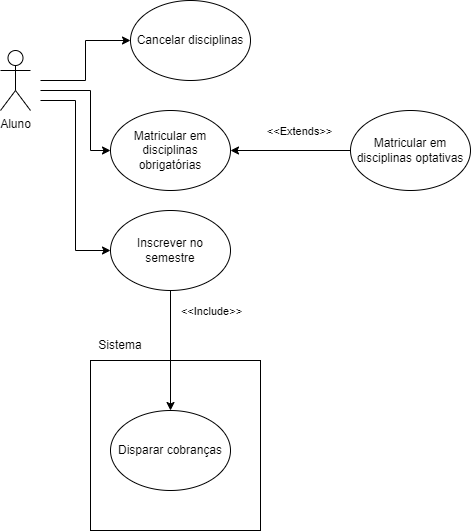 Cancelar disciplinas
Aluno
Matricular em
disciplinas
obrigatórias
<<Extends>>
Matricular em
disciplinas optativas
Inscrever no
semestre
<<Include>>
Sistema
Disparar cobranças